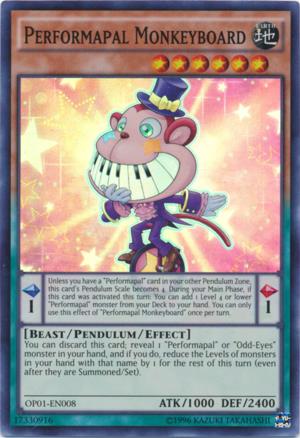 PERFORMAPAL MONKEYBOARD
EARTH
地
Unless you have a "Performapal" card in your other Pendulum Zone,
this card's Pendulum Scale becomes 4. During your Main Phase, if
this card was activated this turn: You can add 1 Level 4 or lower
"Performapal" monster from your Deck to your hand. You can only
use this effect of "Performapal Monkeyboard" once per turn.
1
1
[BEAST/PENDULUM/EFFECT]
You can discard this card; reveal 1 "Performapal" or "Odd-Eyes"
monster in your hand, and if you do, reduce the Levels of monsters
in your hand with that name by 1 for the rest of this turn (even
after they are Summoned/Set).
OP01-EN008
ATK/1000 DEF/2400
17330916
©1996 KAZUKI TAKAHASHI